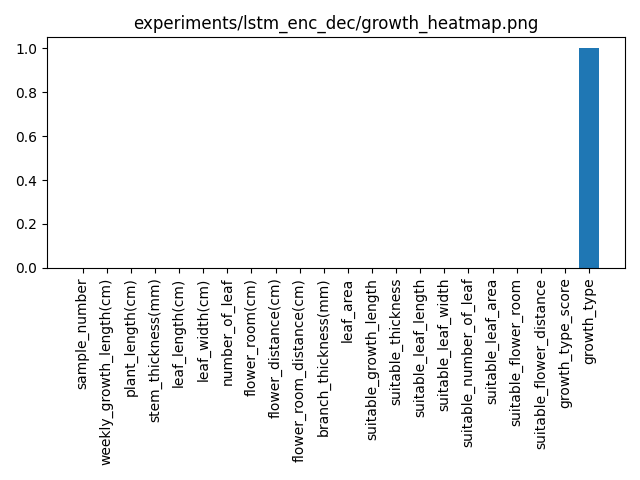 experiments/lstm_enc_dec/growth_heatmap.png
1.0
0.8
0.6
0.4
0.2
0.0
sample_number
weekly_growth_length(cm)
plant_length(cm)
stem_thickness(mm)
leaf_length(cm)
leaf_width(cm)
number_of_leaf
flower_room(cm)
flower_distance(cm)
flower_room_distance(cm)
branch_thickness(mm)
leaf_area
suitable_growth_length
suitable_thickness
suitable_leaf_length
suitable_leaf_width
suitable_number_of_leaf
suitable_leaf_area
suitable_flower_room
suitable_flower_distance
growth_type_score
growth_type